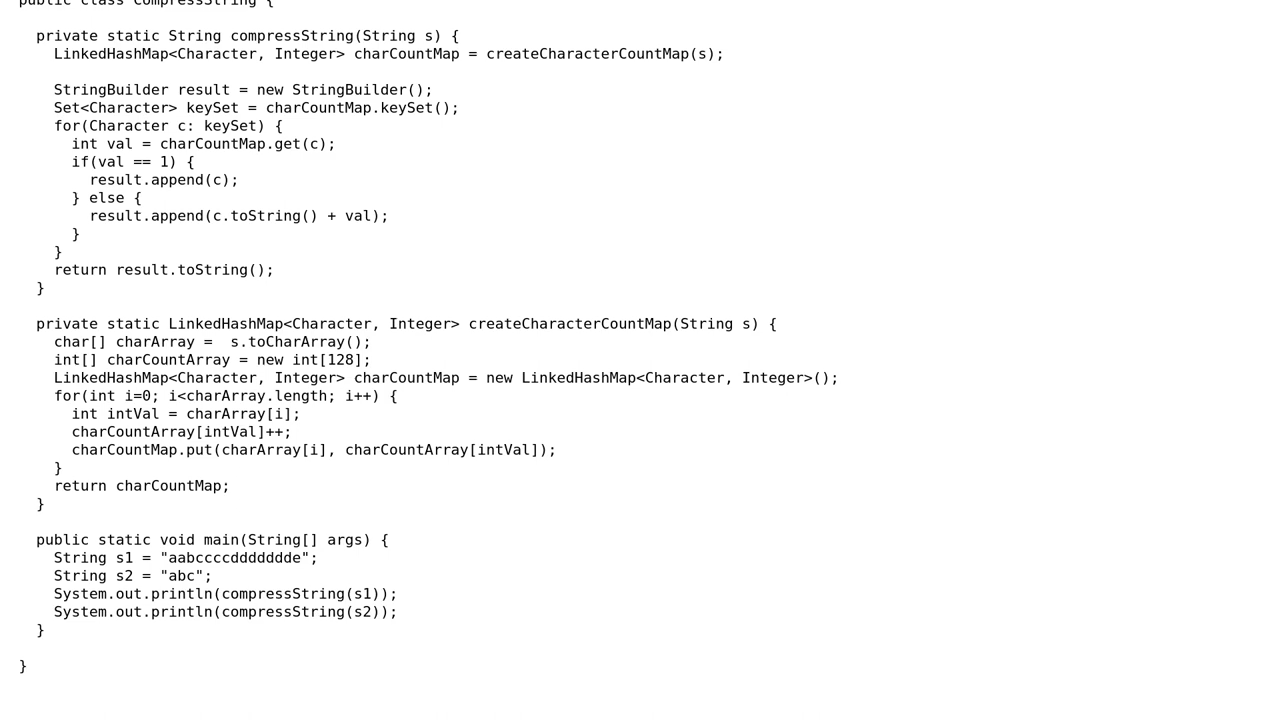 public class CompressString {
private static String compressString(String s) {
LinkedHashMap<Character, Integer> charCountMap = createCharacterCountMap(s);
StringBuilder result = new StringBuilder();
Set<Character> keySet = charCountMap.keySet();
for(Character c: keySet) {
int val = charCountMap.get(c);
if(val == 1) {
result.append(c);
} else {
result.append(c.toString() + val);
}
}
return result.toString();
}
private static LinkedHashMap<Character, Integer> createCharacterCountMap(String s) {
char[] charArray =  s.toCharArray();
int[] charCountArray = new int[128];
LinkedHashMap<Character, Integer> charCountMap = new LinkedHashMap<Character, Integer>();
for(int i=0; i<charArray.length; i++) {
int intVal = charArray[i];
charCountArray[intVal]++;
charCountMap.put(charArray[i], charCountArray[intVal]);
}
return charCountMap;
}
public static void main(String[] args) {
String s1 = "aabccccddddddde";
String s2 = "abc";
System.out.println(compressString(s1));
System.out.println(compressString(s2));
}
}